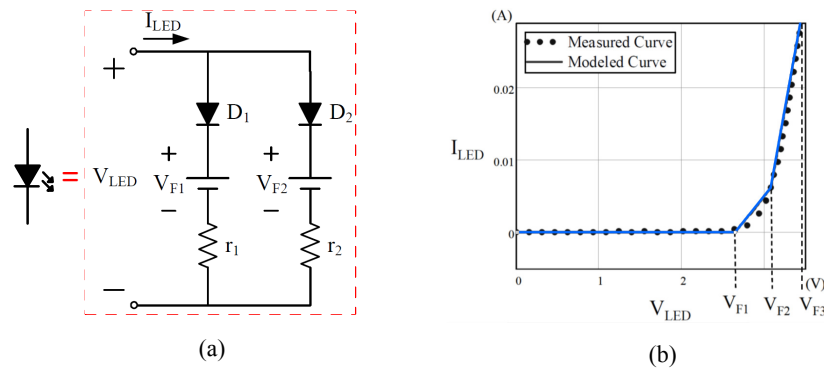 I_LED
+
D₁
D₂
+
+
= V_LED
V_F1
V_F2
−
−
r₁
r₂
−
(a)
(A)
Measured Curve
Modeled Curve
0.02
I_LED
0.01
0
0
1
2
(V)
V_LED
V_F1
V_F2
V_F3
(b)